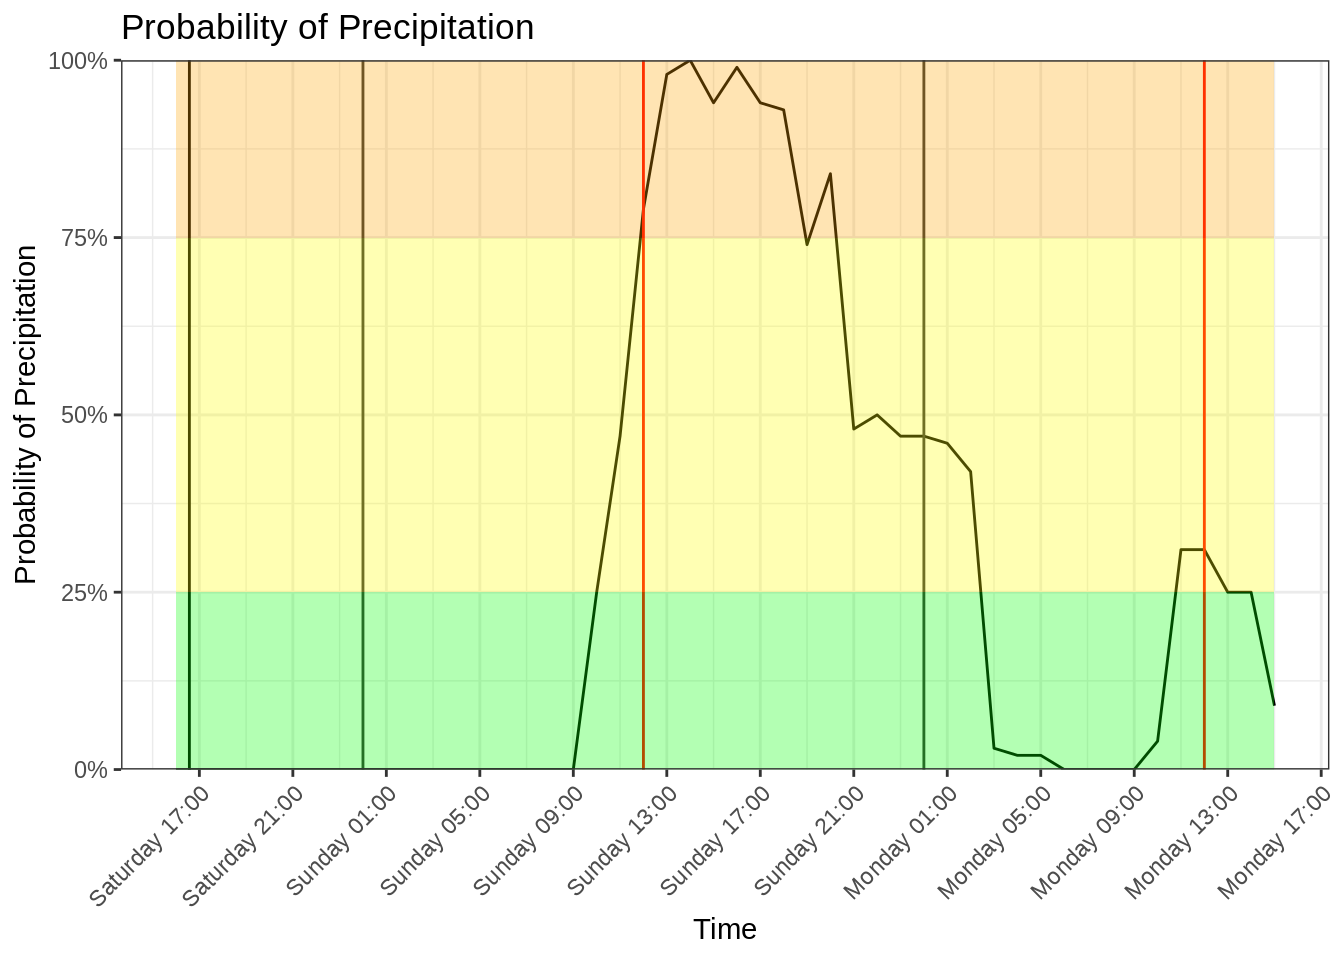 Probability of Precipitation
Probability of Precipitation
100%
75%
50%
25%
0%
Saturday 17:00
Saturday 21:00
Sunday 01:00
Sunday 05:00
Sunday 09:00
Sunday 13:00
Sunday 17:00
Sunday 21:00
Monday 01:00
Monday 05:00
Monday 09:00
Monday 13:00
Monday 17:00
Time